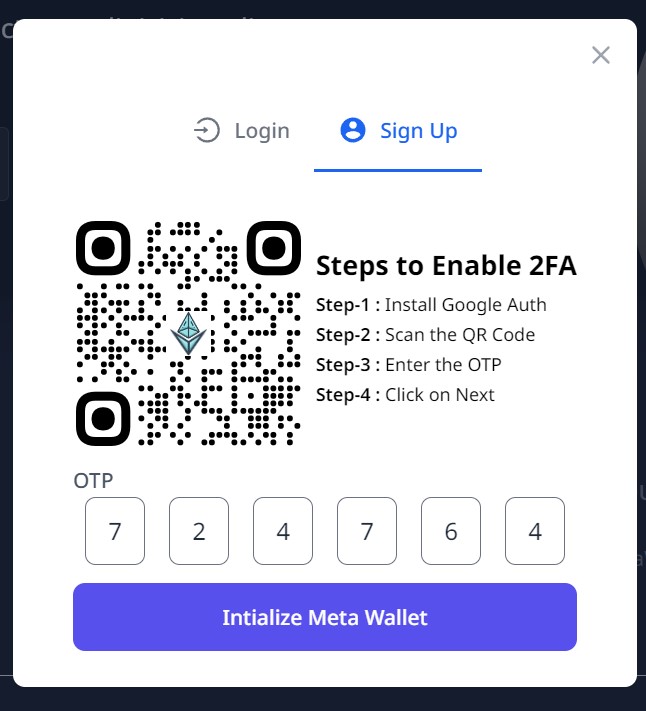 Login
Sign Up
Steps to Enable 2FA
Step-1 : Install Google Auth
Step-2 : Scan the QR Code
Step-3 : Enter the OTP
Step-4 : Click on Next
OTP
7 2 4 7 6 4
Intialize Meta Wallet